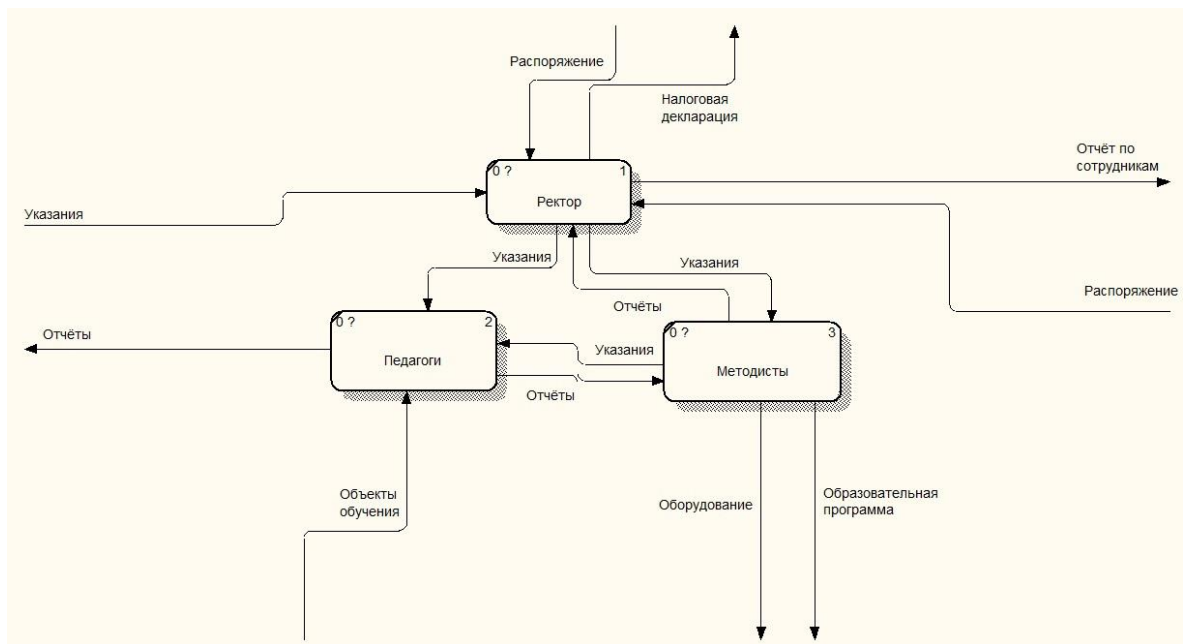 Распоряжение
Налоговая
декларация
Отчёт по
сотрудникам
0 ?
1
Ректор
Указания
Указания
Указания
Отчёты
Распоряжение
0 ?
2
Педагоги
Отчёты
Указания
Отчёты
0 ?
3
Методисты
Объекты
обучения
Оборудование
Образовательная
программа